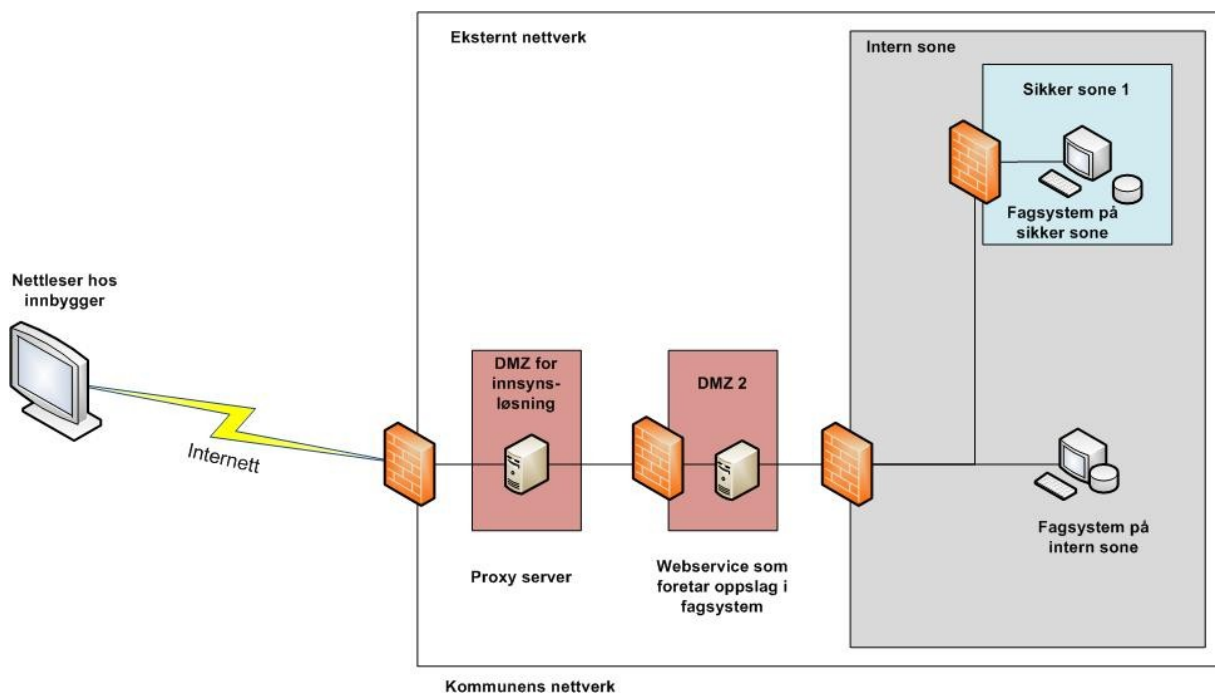 Eksternt nettverk
Intern sone
Sikker sone 1
Fagsystem på
sikker sone
Nettleser hos
innbygger
Internett
DMZ for
innsyns-
løsning
DMZ 2
Proxy server
Webservice som
foretar oppslag i
fagsystem
Fagsystem på
intern sone
Kommunens nettverk